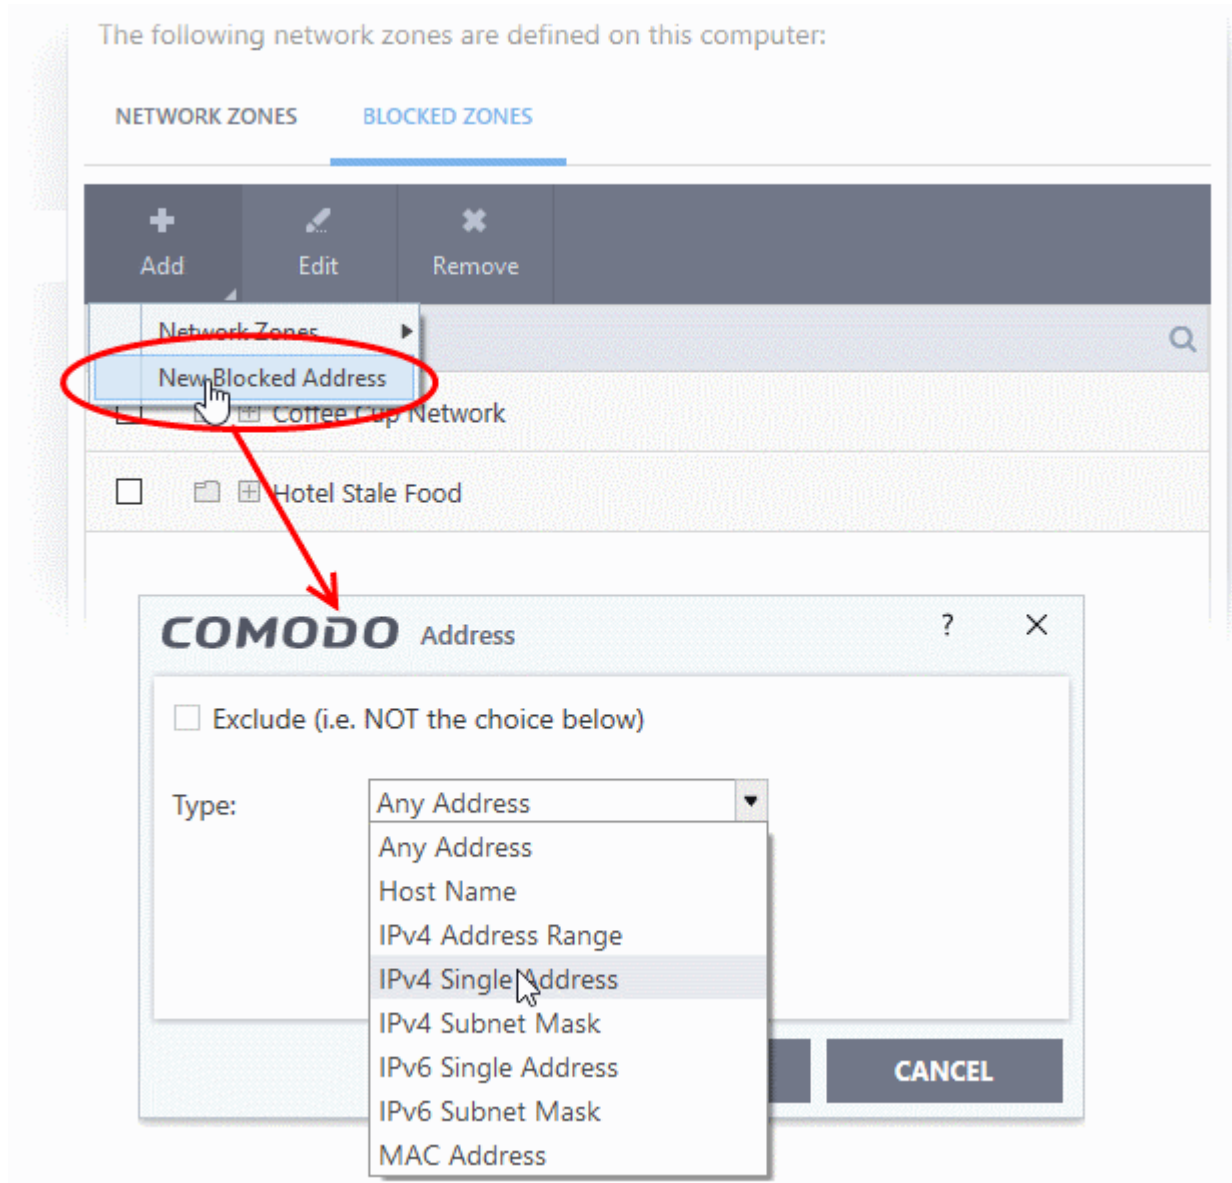 The following network zones are defined on this computer:
NETWORK ZONES BLOCKED ZONES
Add Edit Remove
Network Zones
New Blocked Address
Coffee Cup Network
Hotel Stale Food
COMODO Address ?
Exclude (i.e. NOT the choice below)
Type: Any Address
Any Address
Host Name
IPv4 Address Range
IPv4 Single Address
IPv4 Subnet Mask
IPv6 Single Address
CANCEL
IPv6 Subnet Mask
MAC Address